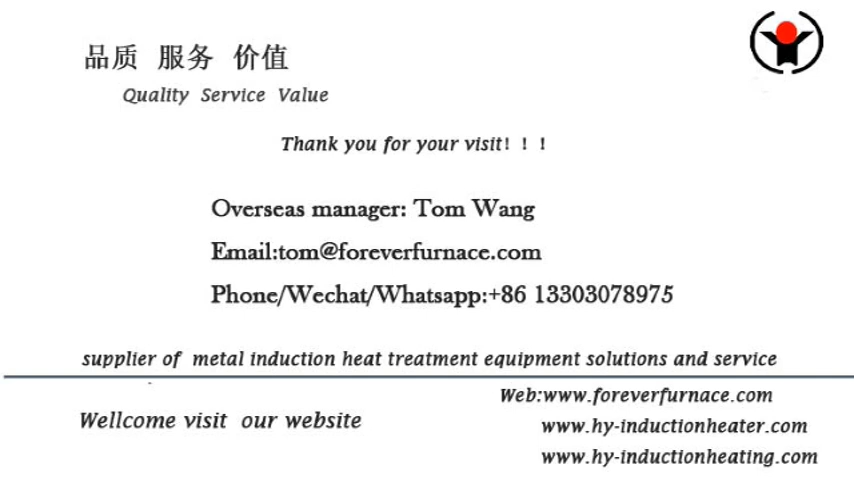 品质 服务 价值
Quality Service Value
Thank you for your visit！！！
Overseas manager: Tom Wang
Email:tom@foreverfurnace.com
Phone/Wechat/Whatsapp:+86 13303078975
supplier of metal induction heat treatment equipment solutions and service
Wellcome visit our website
Web:www.foreverfurnace.com
www.hy-inductionheater.com
www.hy-inductionheating.com